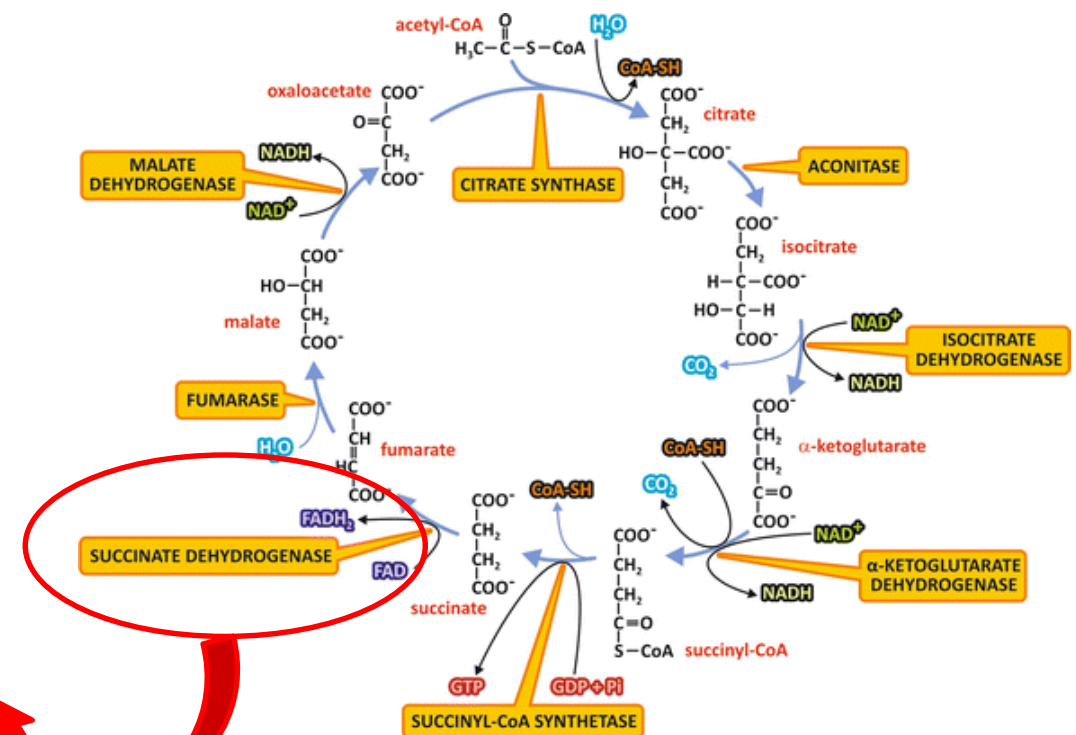 acetyl-CoA
O
H₃C–C–S–CoA
H₂O
CoA-SH
oxaloacetate
COO⁻
O=C
CH₂
COO⁻
CITRATE SYNTHASE
COO⁻
CH₂
HO–C–COO⁻
CH₂
COO⁻
citrate
ACONITASE
COO⁻
CH₂
H–C–COO⁻
HO–C–H
COO⁻
isocitrate
NAD⁺
NADH
CO₂
ISOCITRATE
DEHYDROGENASE
COO⁻
CH₂
CH₂
C=O
COO⁻
α-ketoglutarate
CoA-SH
CO₂
NAD⁺
NADH
α-KETOGLUTARATE
DEHYDROGENASE
COO⁻
CH₂
CH₂
C=O
S–CoA
succinyl-CoA
CoA-SH
GTP
GDP+Pi
SUCCINYL-CoA SYNTHETASE
COO⁻
CH₂
CH₂
COO⁻
succinate
FADH₂
FAD
SUCCINATE DEHYDROGENASE
COO⁻
CH
HC
COO⁻
fumarate
H₂O
FUMARASE
COO⁻
HO–CH
CH₂
COO⁻
malate
NADH
NAD⁺
MALATE
DEHYDROGENASE